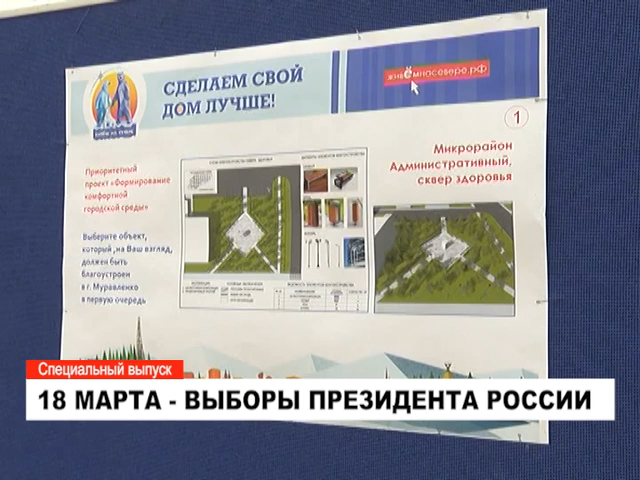 СДЕЛАЕМ СВОЙ
ДОМ ЛУЧШЕ!
живёмнасевере.рф
1
Приоритетный
проект «Формирование
комфортной
городской среды»
Выберите объект,
который ,на Ваш взгляд,
должен быть
благоустроен
в г. Муравленко
в первую очередь
Микрорайон
Административный,
сквер здоровья
Специальный выпуск
18 МАРТА - ВЫБОРЫ ПРЕЗИДЕНТА РОССИИ